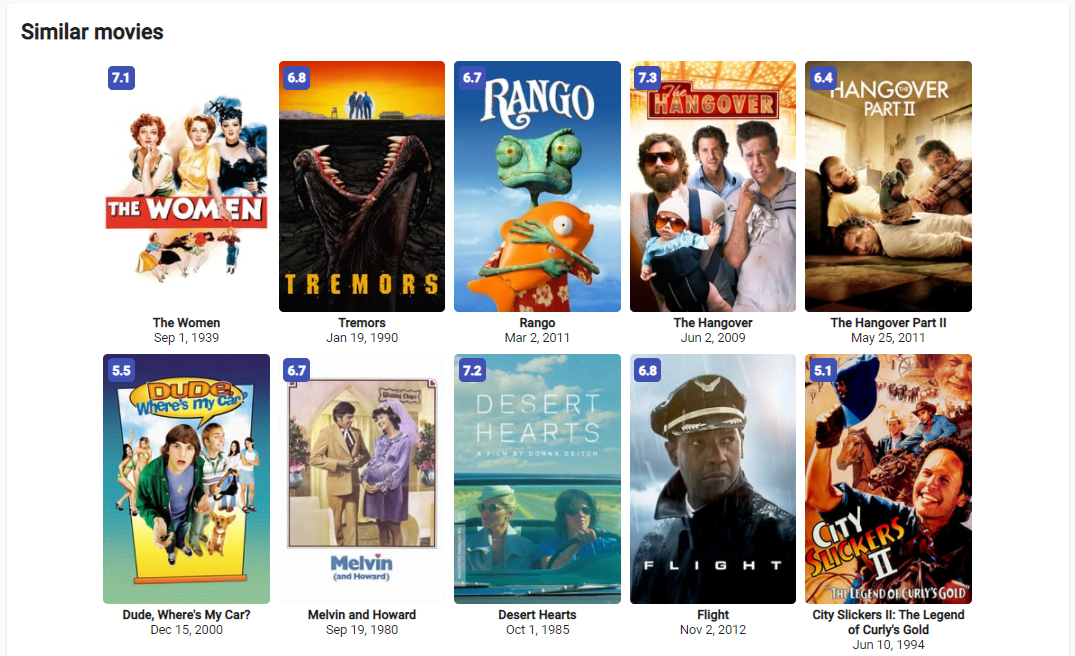 Similar movies
7.1
THE WOMEN
The Women
Sep 1, 1939
6.8
TREMORS
Tremors
Jan 19, 1990
6.7
RANGO
Rango
Mar 2, 2011
7.3
The
HANGOVER
The Hangover
Jun 2, 2009
6.4
THE
HANGOVER
PART II
The Hangover Part II
May 25, 2011
5.5
DUDE,
Where's my Car?
Dude, Where's My Car?
Dec 15, 2000
6.7
Wedding Chapel
Melvin
(and Howard)
Melvin and Howard
Sep 19, 1980
7.2
DESERT
HEARTS
A FILM BY DONNA DEITCH
Desert Hearts
Oct 1, 1985
6.8
FLIGHT
Flight
Nov 2, 2012
5.1
CITY
SLICKERS
II
"THE LEGEND OF CURLY'S GOLD"
City Slickers II: The Legend
of Curly's Gold
Jun 10, 1994